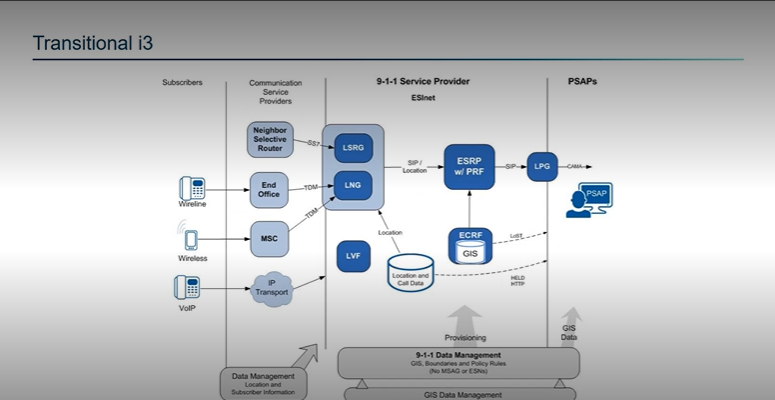 Transitional i3
Subscribers
Communication
Service
Providers
9-1-1 Service Provider
ESInet
PSAPs
Neighbor
Selective
Router
SS7
LSRG
LNG
SIP /
Location
ESRP
w/ PRF
SIP
LPG
CAMA
PSAP
Wireline
End
Office
TDM
TDM
MSC
Wireless
Location
ECRF
GIS
LoST
LVF
Location and
Call Data
HELD
HTTP
IP
Transport
VoIP
Provisioning
GIS
Data
9-1-1 Data Management
GIS, Boundaries and Policy Rules
(No MSAG or ESNs)
Data Management
Location and
Subscriber Information
GIS Data Management